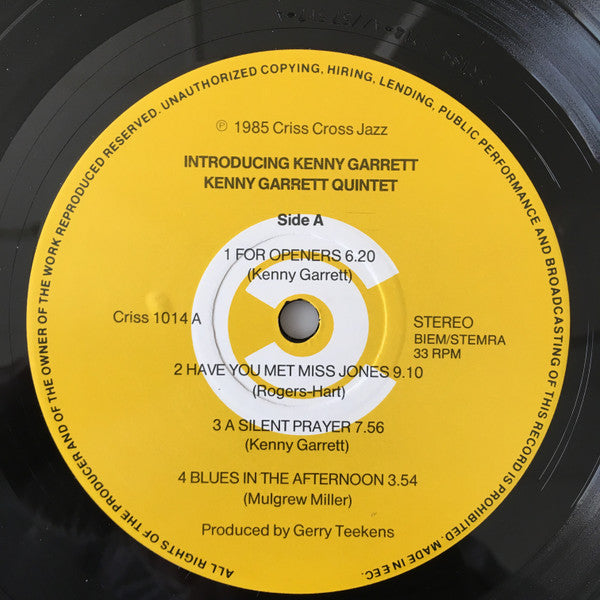 ALL RIGHTS OF THE PRODUCER AND OF THE OWNER OF THE WORK REPRODUCED RESERVED. UNAUTHORIZED COPYING, HIRING, LENDING, PUBLIC PERFORMANCE AND BROADCASTING OF THIS RECORD IS PROHIBITED. MADE IN EEC.
℗ 1985 Criss Cross Jazz
INTRODUCING KENNY GARRETT
KENNY GARRETT QUINTET
Side A
1 FOR OPENERS 6.20
(Kenny Garrett)
Criss 1014 A
STEREO
BIEM/STEMRA
33 RPM
2 HAVE YOU MET MISS JONES 9.10
(Rogers-Hart)
3 A SILENT PRAYER 7.56
(Kenny Garrett)
4 BLUES IN THE AFTERNOON 3.54
(Mulgrew Miller)
Produced by Gerry Teekens